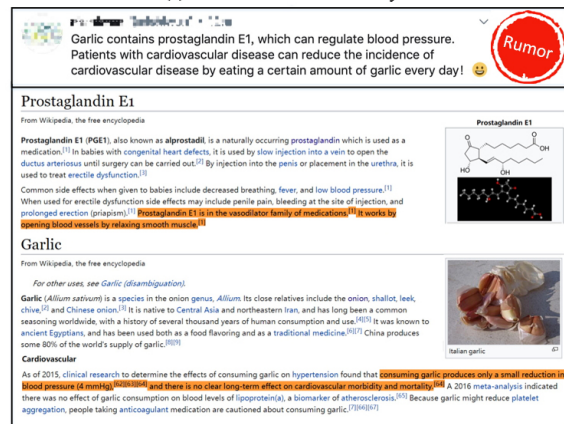 Garlic contains prostaglandin E1, which can regulate blood pressure.
Patients with cardiovascular disease can reduce the incidence of
cardiovascular disease by eating a certain amount of garlic every day!
Rumor
Prostaglandin E1
From Wikipedia, the free encyclopedia
Prostaglandin E1 (PGE1), also known as alprostadil, is a naturally occurring prostaglandin which is used as a
medication.[1] In babies with congenital heart defects, it is used by slow injection into a vein to open the
ductus arteriosus until surgery can be carried out.[2] By injection into the penis or placement in the urethra, it is
used to treat erectile dysfunction.[3]
Common side effects when given to babies include decreased breathing, fever, and low blood pressure.[1]
When used for erectile dysfunction side effects may include penile pain, bleeding at the site of injection, and
prolonged erection (priapism).[1] Prostaglandin E1 is in the vasodilator family of medications.[1] It works by
opening blood vessels by relaxing smooth muscle.[1]
Prostaglandin E1
O
O
OH
HO
OH
Garlic
From Wikipedia, the free encyclopedia
For other uses, see Garlic (disambiguation).
Garlic (Allium sativum) is a species in the onion genus, Allium. Its close relatives include the onion, shallot, leek,
chive,[2] and Chinese onion.[3] It is native to Central Asia and northeastern Iran, and has long been a common
seasoning worldwide, with a history of several thousand years of human consumption and use.[4][5] It was known to
ancient Egyptians, and has been used both as a food flavoring and as a traditional medicine.[6][7] China produces
some 80% of the world's supply of garlic.[8][9]
Italian garlic
Cardiovascular
As of 2015, clinical research to determine the effects of consuming garlic on hypertension found that consuming garlic produces only a small reduction in
blood pressure (4 mmHg),[62][63][64] and there is no clear long-term effect on cardiovascular morbidity and mortality.[64] A 2016 meta-analysis indicated
there was no effect of garlic consumption on blood levels of lipoprotein(a), a biomarker of atherosclerosis.[65] Because garlic might reduce platelet
aggregation, people taking anticoagulant medication are cautioned about consuming garlic.[7][66][67]